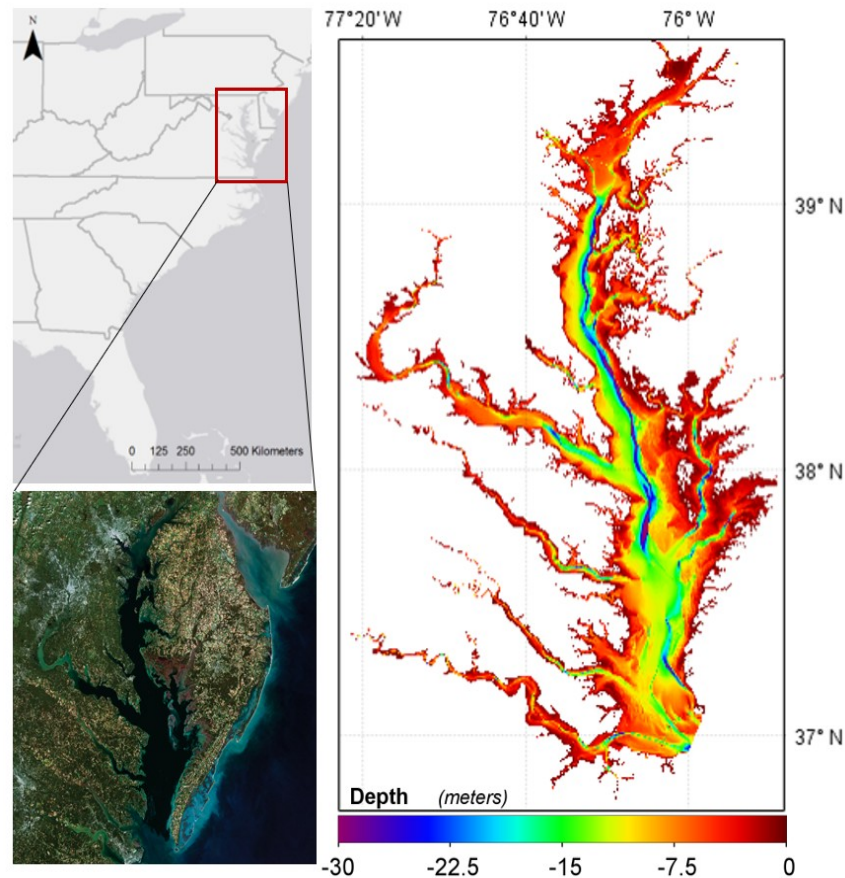 77°20' W 76°40' W 76° W
N
39° N
0 125 250 500 Kilometers
38° N
37° N
Depth (meters)
-30 -22.5 -15 -7.5 0